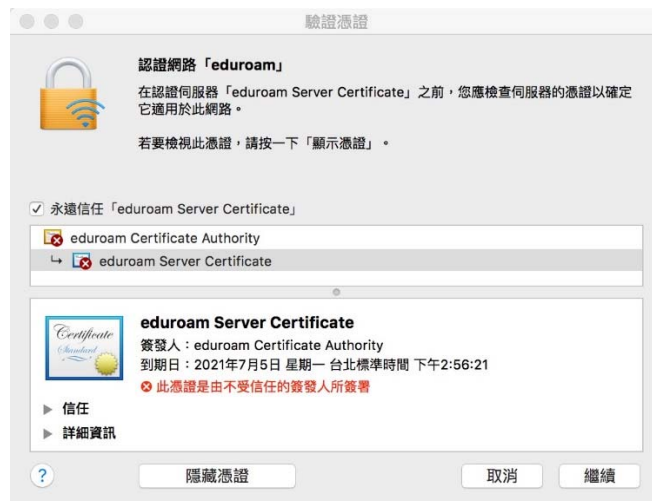 驗證憑證
認證網路「eduroam」
在認證伺服器「eduroam Server Certificate」之前，您應檢查伺服器的憑證以確定
它適用於此網路。
若要檢視此憑證，請按一下「顯示憑證」。
永遠信任「eduroam Server Certificate」
eduroam Certificate Authority
eduroam Server Certificate
Certificate
Standard
eduroam Server Certificate
簽發人：eduroam Certificate Authority
到期日：2021年7月5日 星期一 台北標準時間 下午2:56:21
此憑證是由不受信任的簽發人所簽署
信任
詳細資訊
?
隱藏憑證
取消
繼續